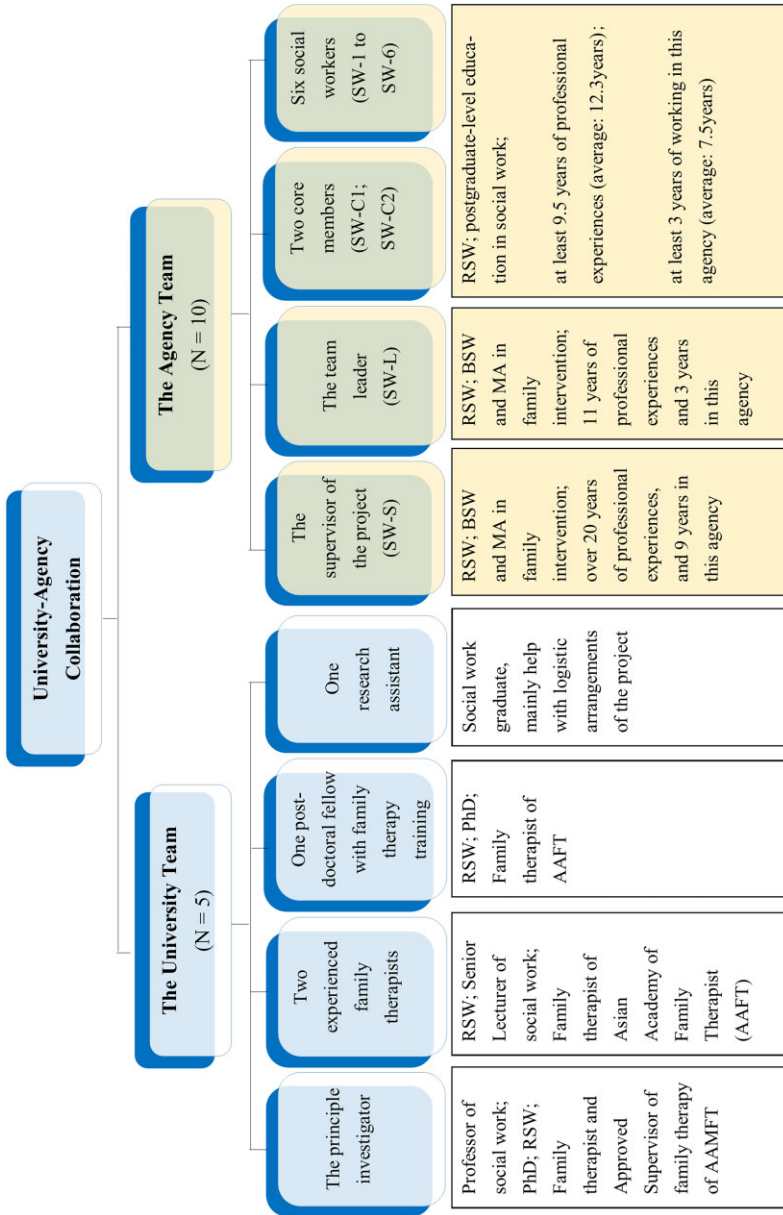 University-Agency
Collaboration
The University Team
(N = 5)
The Agency Team
(N = 10)
The principle
investigator
Two
experienced
family
therapists
One post-
doctoral fellow
with family
therapy
training
One
research
assistant
The
supervisor of
the project
(SW-S)
The team
leader
(SW-L)
Two core
members
(SW-C1;
SW-C2)
Six social
workers
(SW-1 to
SW-6)
Professor of
social work;
PhD; RSW;
Family
therapist and
Approved
Supervisor of
family therapy
of AAMFT
RSW; Senior
Lecturer of
social work;
Family
therapist of
Asian
Academy of
Family
Therapist
(AAFT)
RSW; PhD;
Family
therapist of
AAFT
Social work
graduate,
mainly help
with logistic
arrangements
of the project
RSW; BSW
and MA in
family
intervention;
over 20 years
of professional
experiences,
and 9 years in
this agency
RSW; BSW
and MA in
family
intervention;
11 years of
professional
experiences
and 3 years
in this
agency
RSW; postgraduate-level educa-
tion in social work;
at least 9.5 years of professional
experiences (average: 12.3years);
at least 3 years of working in this
agency (average: 7.5years)